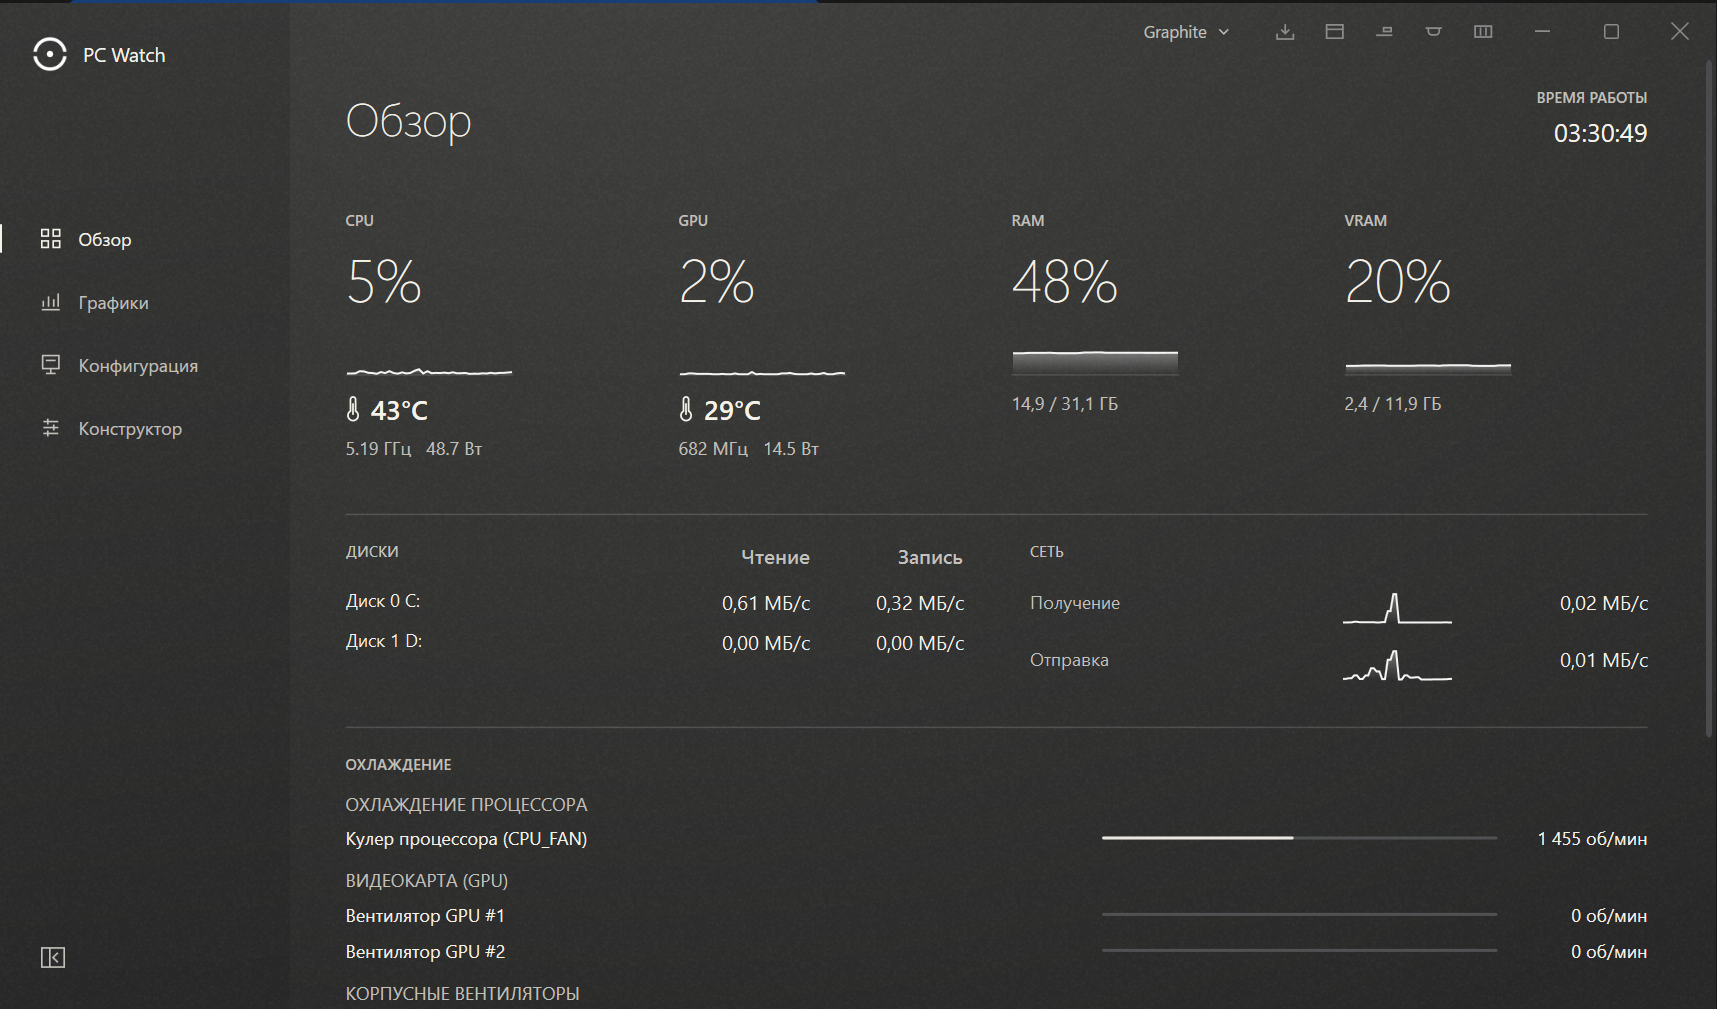 PC Watch
Graphite
Обзор
ВРЕМЯ РАБОТЫ
03:30:49
Обзор
Графики
Конфигурация
Конструктор
CPU
5%
43°C
5.19 ГГц 48.7 Вт
GPU
2%
29°C
682 МГц 14.5 Вт
RAM
48%
14,9 / 31,1 ГБ
VRAM
20%
2,4 / 11,9 ГБ
ДИСКИ Чтение Запись
Диск 0 C: 0,61 МБ/с 0,32 МБ/с
Диск 1 D: 0,00 МБ/с 0,00 МБ/с
СЕТЬ
Получение 0,02 МБ/с
Отправка 0,01 МБ/с
ОХЛАЖДЕНИЕ
ОХЛАЖДЕНИЕ ПРОЦЕССОРА
Кулер процессора (CPU_FAN) 1 455 об/мин
ВИДЕОКАРТА (GPU)
Вентилятор GPU #1 0 об/мин
Вентилятор GPU #2 0 об/мин
КОРПУСНЫЕ ВЕНТИЛЯТОРЫ